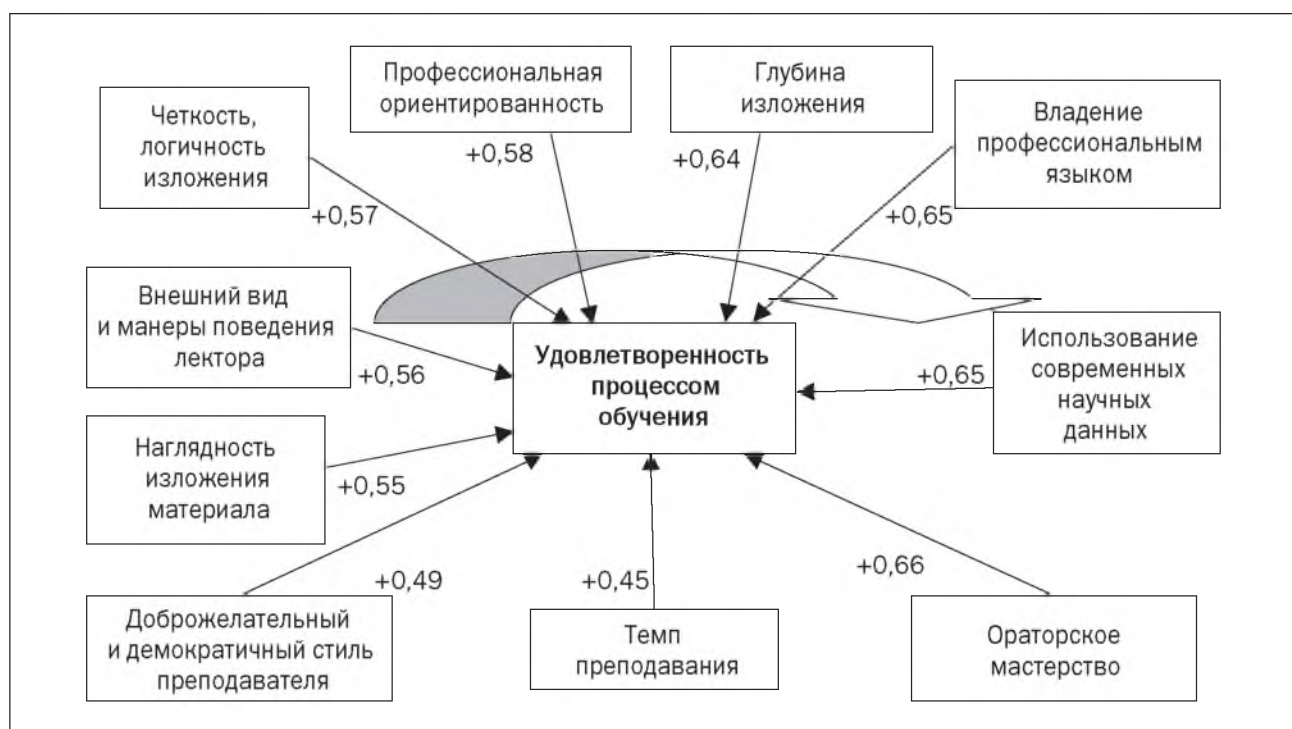 Профессиональная
ориентированность
Глубина
изложения
Четкость,
логичность
изложения
Владение
профессиональным
языком
+0,58
+0,64
+0,57
+0,65
Внешний вид
и манеры поведения
лектора
Удовлетворенность
процессом
обучения
Использование
современных
научных
данных
+0,56
+0,65
Наглядность
изложения
материала
+0,55
+0,49
+0,45
+0,66
Доброжелательный
и демократичный стиль
преподавателя
Темп
преподавания
Ораторское
мастерство